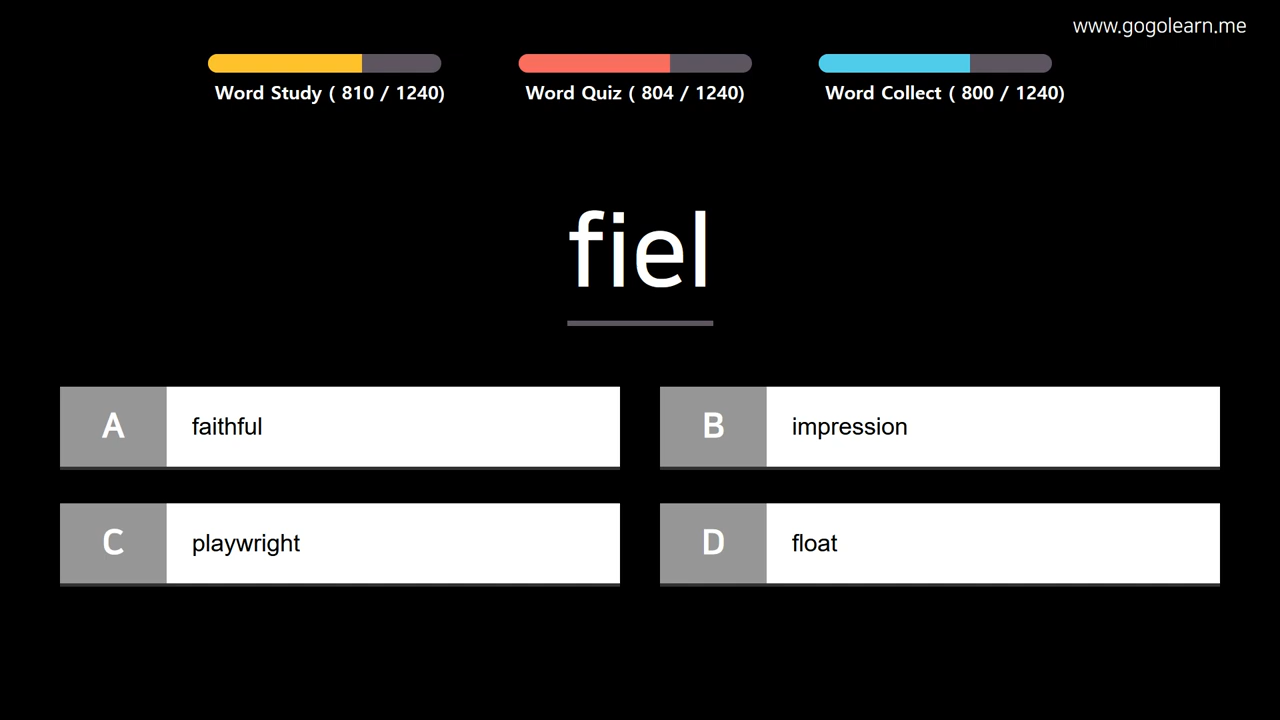 www.gogolearn.me
Word Study ( 810 / 1240)
Word Quiz ( 804 / 1240)
Word Collect ( 800 / 1240)
fiel
A faithful
B impression
C playwright
D float